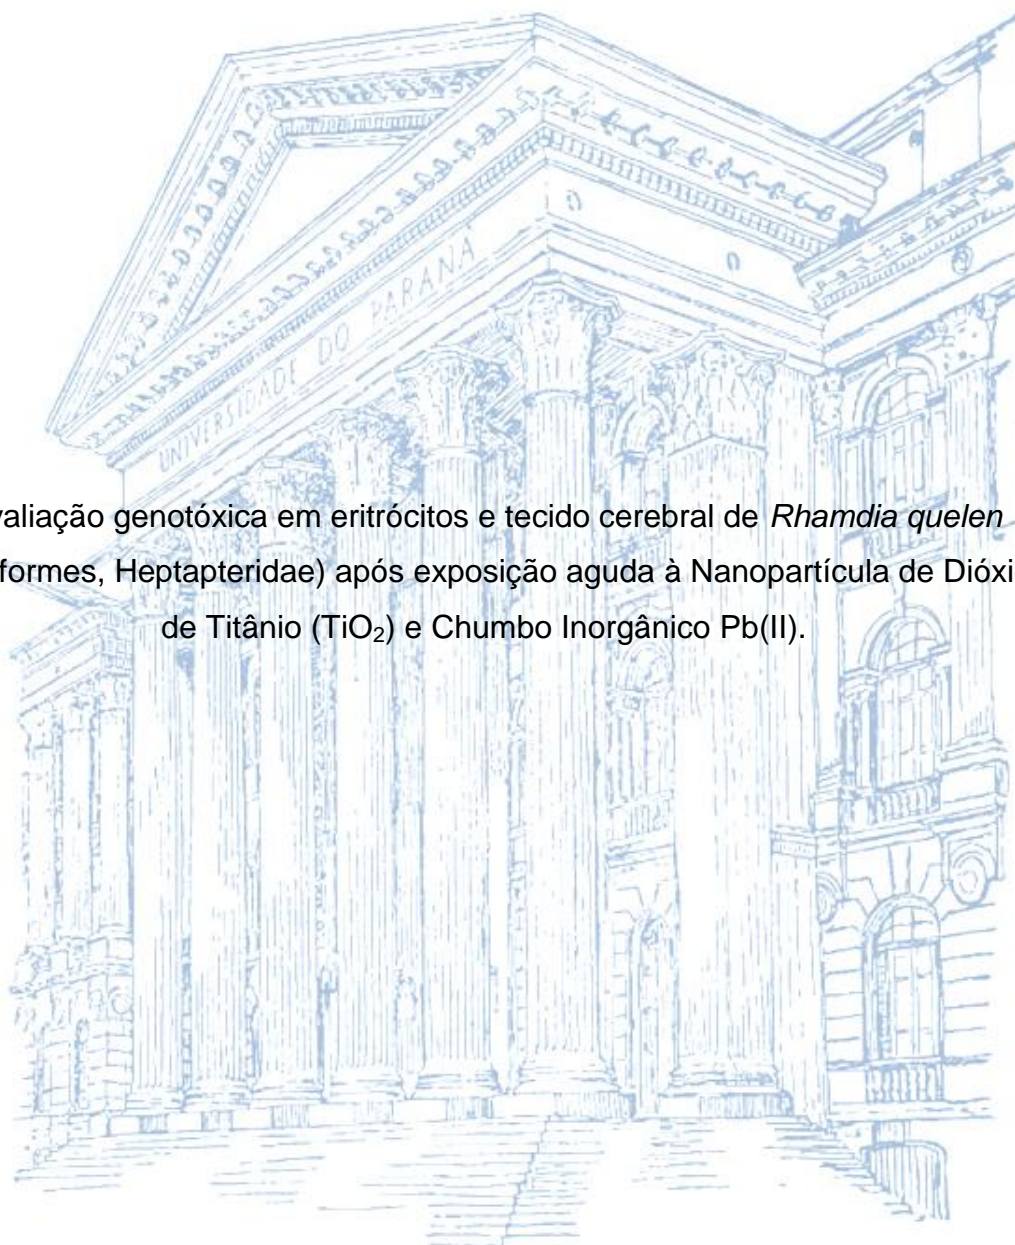 UNIVERSIDADE DO PARANÁ
valiação genotóxica em eritrócitos e tecido cerebral de Rhamdia quelen
formes, Heptapteridae) após exposição aguda à Nanopartícula de Dióxi
de Titânio (TiO₂) e Chumbo Inorgânico Pb(II).